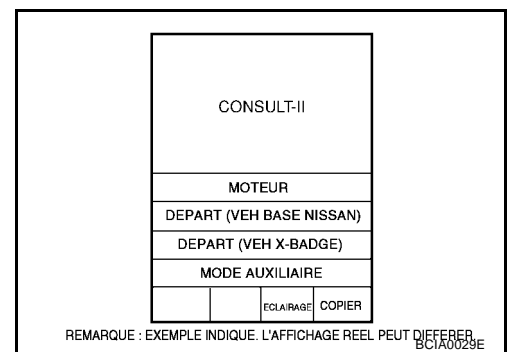 CONSULT-II
MOTEUR
DEPART (VEH BASE NISSAN)
DEPART (VEH X-BADGE)
MODE AUXILIAIRE
ECLAIRAGE COPIER
REMARQUE : EXEMPLE INDIQUE. L'AFFICHAGE REEL PEUT DIFFERER.
BCIA0029E